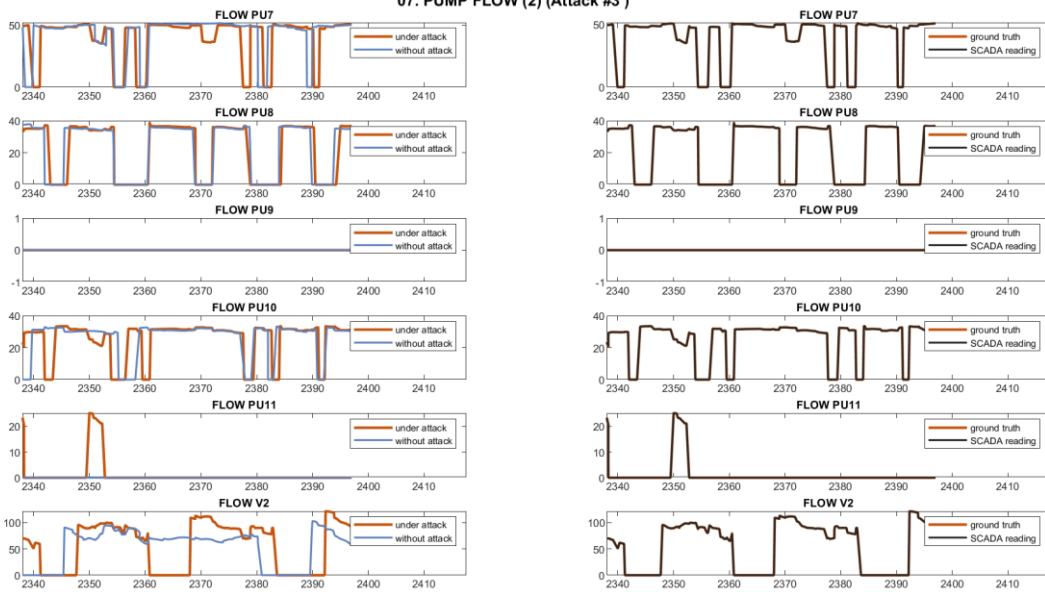 07. PUMP FLOW (2) (Attack #3 )
FLOW PU7
50
0
under attack
without attack
2340 2350 2360 2370 2380 2390 2400 2410
FLOW PU7
50
0
ground truth
SCADA reading
2340 2350 2360 2370 2380 2390 2400 2410
FLOW PU8
40
20
0
under attack
without attack
2340 2350 2360 2370 2380 2390 2400 2410
FLOW PU8
40
20
0
ground truth
SCADA reading
2340 2350 2360 2370 2380 2390 2400 2410
FLOW PU9
1
0
-1
under attack
without attack
2340 2350 2360 2370 2380 2390 2400 2410
FLOW PU9
1
0
-1
ground truth
SCADA reading
2340 2350 2360 2370 2380 2390 2400 2410
FLOW PU10
40
20
0
under attack
without attack
2340 2350 2360 2370 2380 2390 2400 2410
FLOW PU10
40
20
0
ground truth
SCADA reading
2340 2350 2360 2370 2380 2390 2400 2410
FLOW PU11
20
10
0
under attack
without attack
2340 2350 2360 2370 2380 2390 2400 2410
FLOW PU11
20
10
0
ground truth
SCADA reading
2340 2350 2360 2370 2380 2390 2400 2410
FLOW V2
100
50
0
under attack
without attack
2340 2350 2360 2370 2380 2390 2400 2410
FLOW V2
100
50
0
ground truth
SCADA reading
2340 2350 2360 2370 2380 2390 2400 2410